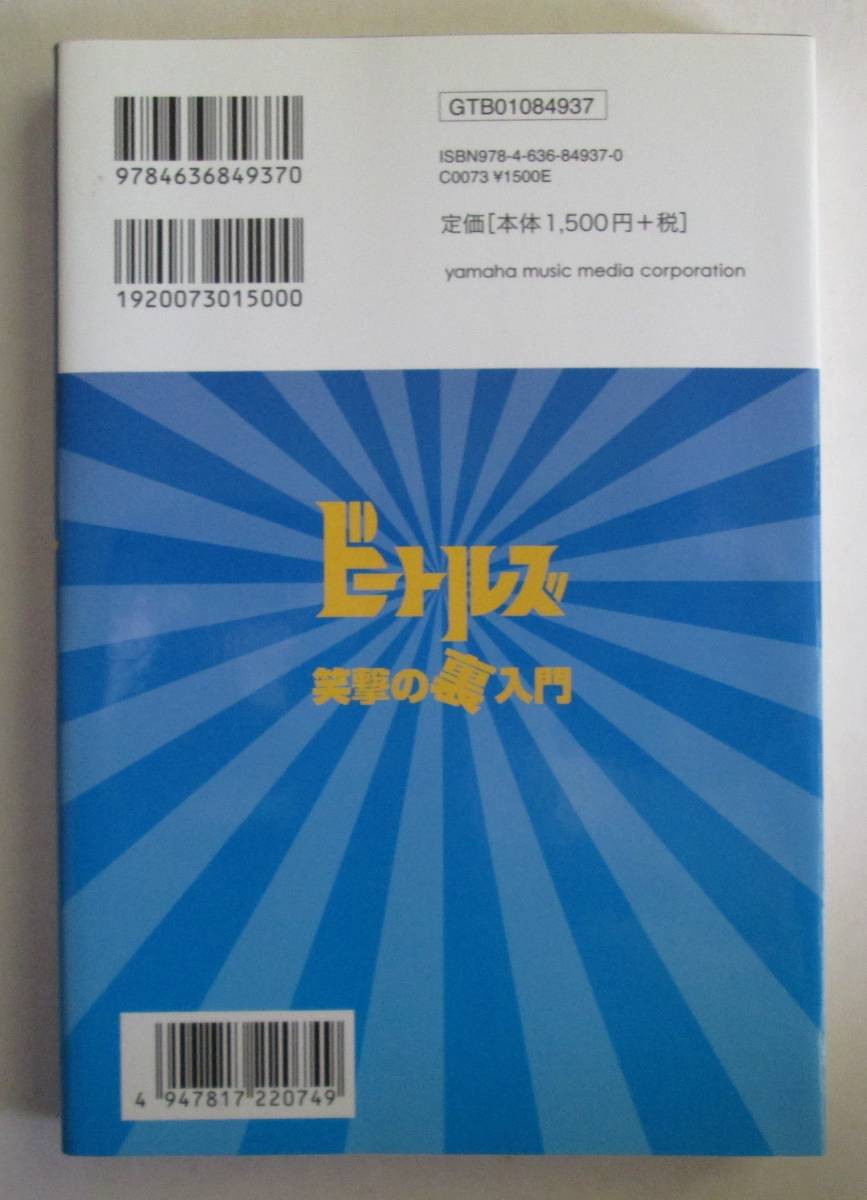 GTB01084937
9784636849370
ISBN978-4-636-84937-0
C0073 ¥1500E
定価[本体1,500円+税]
1920073015000
yamaha music media corporation
ビートルズ
笑撃の裏入門
4 947817 220749